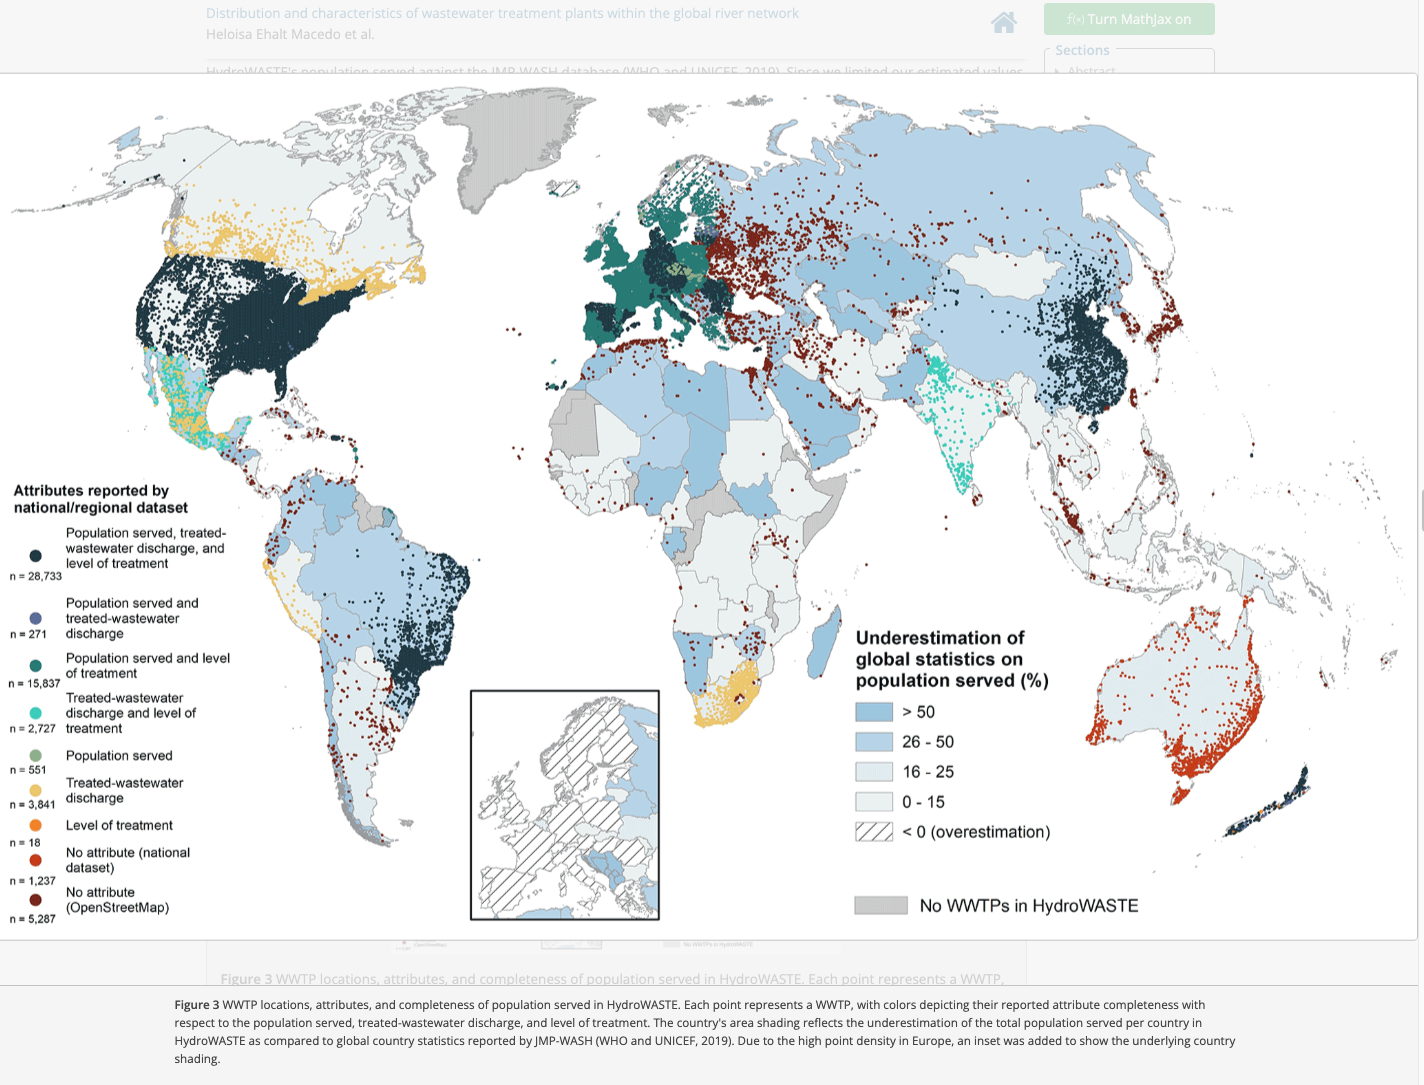 Distribution and characteristics of wastewater treatment plants within the global river network
Heloisa Ehalt Macedo et al.
f(×) Turn MathJax on
Sections
Abstract
HydroWASTE's population served against the JMP-WASH database (WHO and UNICEF, 2019). Since we limited our estimated values
Attributes reported by
national/regional dataset
Population served, treated-
wastewater discharge, and
level of treatment
n = 28,733
Population served and
treated-wastewater
discharge
n = 271
Population served and level
of treatment
n = 15,837
Treated-wastewater
discharge and level of
treatment
n = 2,727
Population served
n = 551
Treated-wastewater
discharge
n = 3,841
Level of treatment
n = 18
No attribute (national
dataset)
n = 1,237
No attribute
(OpenStreetMap)
n = 5,287
Underestimation of
global statistics on
population served (%)
> 50
26 - 50
16 - 25
0 - 15
< 0 (overestimation)
No WWTPs in HydroWASTE
(OpenStreetMap)
No WWTPs in HydroWASTE
Figure 3 WWTP locations, attributes, and completeness of population served in HydroWASTE. Each point represents a WWTP,
Figure 3 WWTP locations, attributes, and completeness of population served in HydroWASTE. Each point represents a WWTP, with colors depicting their reported attribute completeness with
respect to the population served, treated-wastewater discharge, and level of treatment. The country's area shading reflects the underestimation of the total population served per country in
HydroWASTE as compared to global country statistics reported by JMP-WASH (WHO and UNICEF, 2019). Due to the high point density in Europe, an inset was added to show the underlying country
shading.